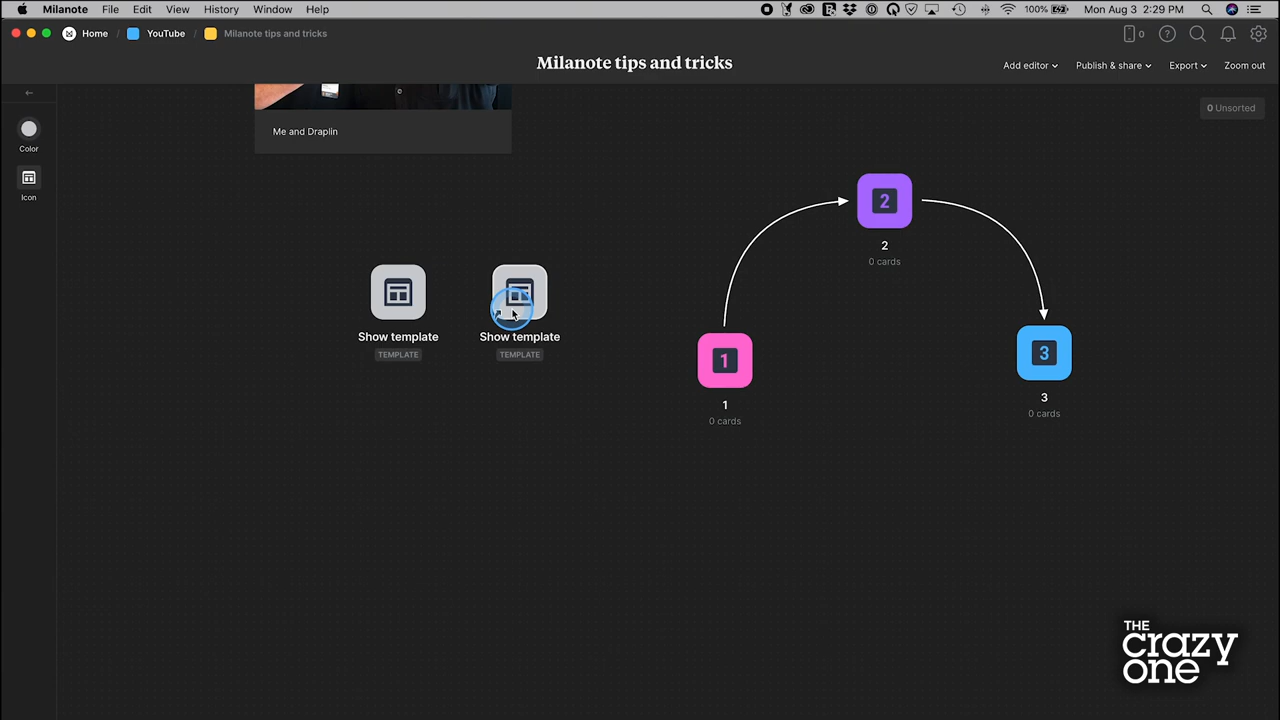 Milanote File Edit View History Window Help 100% Mon Aug 3 2:29 PM
Home / YouTube / Milanote tips and tricks 0
Milanote tips and tricks
Add editor Publish & share Export Zoom out
0 Unsorted
Color
Icon
Me and Draplin
2
2
0 cards
Show template
TEMPLATE
Show template
TEMPLATE
1
1
0 cards
3
3
0 cards
THE
crazy
one